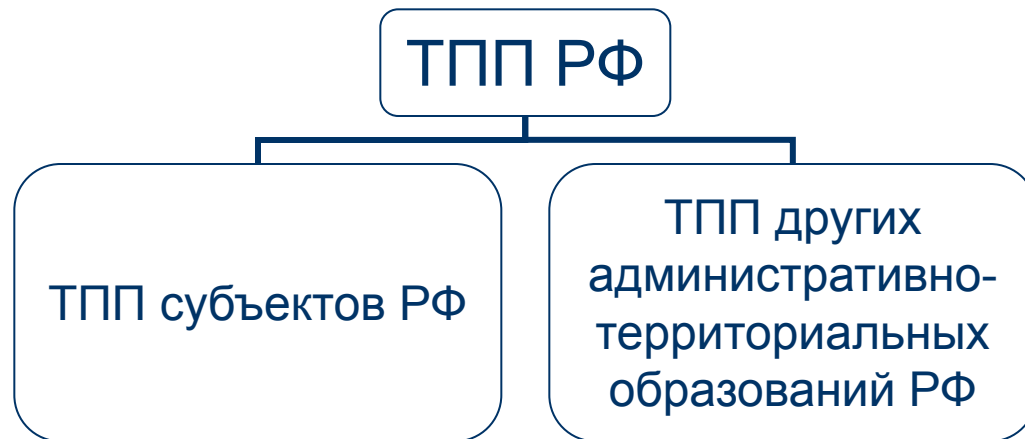 ТПП РФ
ТПП субъектов РФ
ТПП других
административно-
территориальных
образований РФ